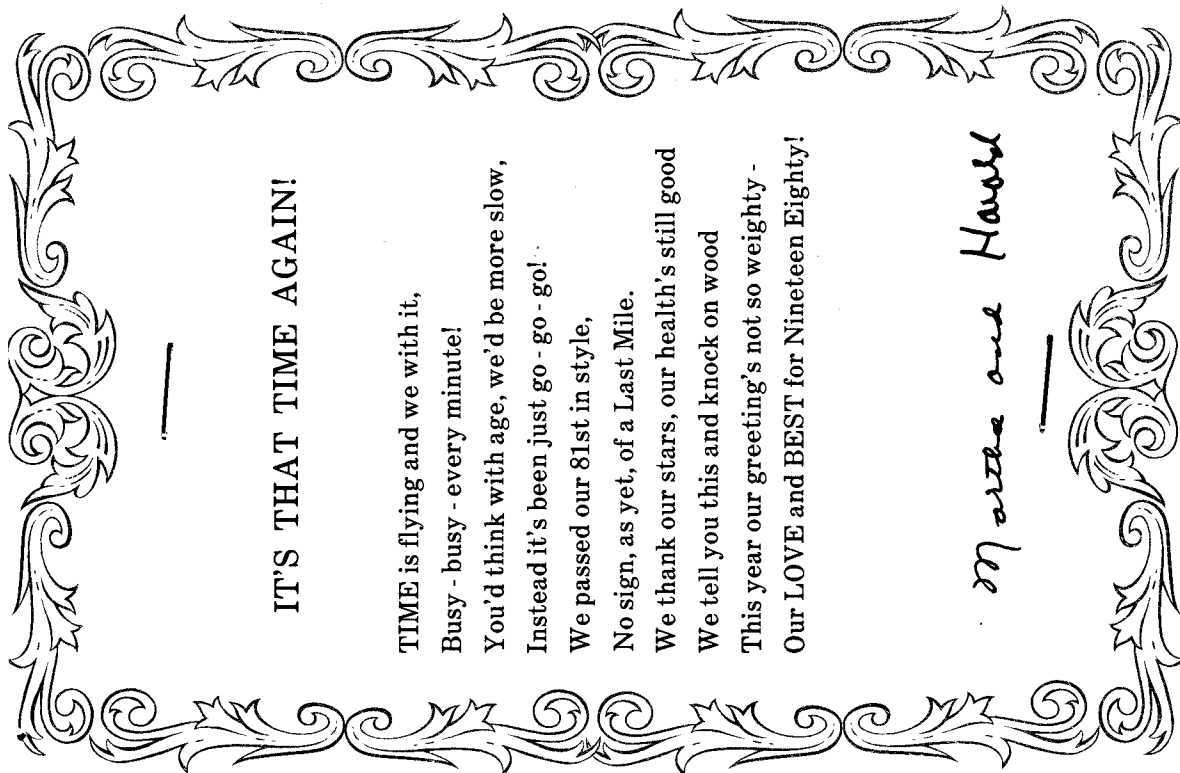 IT'S THAT TIME AGAIN!
TIME is flying and we with it,
Busy - busy - every minute!
You'd think with age, we'd be more slow,
Instead it's been just go - go - go!
We passed our 81st in style,
No sign, as yet, of a Last Mile.
We thank our stars, our health's still good
We tell you this and knock on wood
This year our greeting's not so weighty -
Our LOVE and BEST for Nineteen Eighty!
Martha and Harold